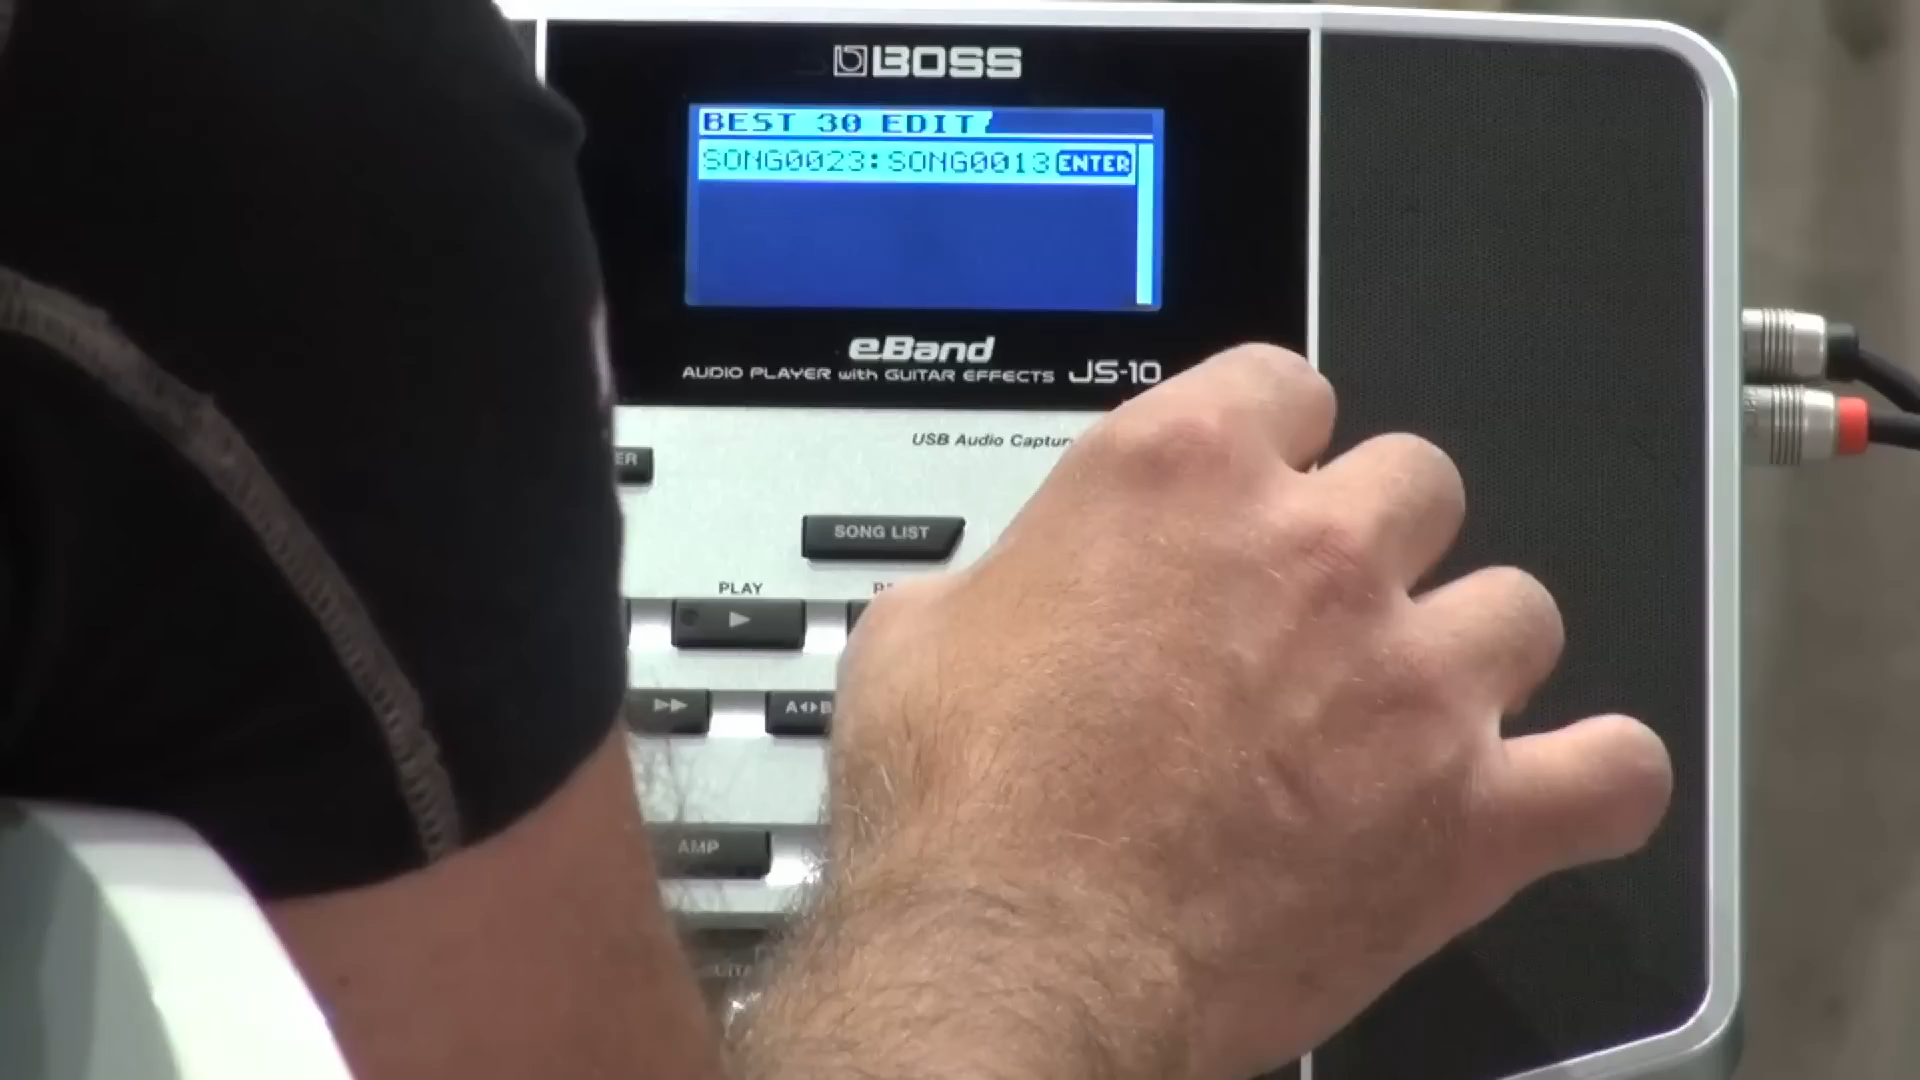 BOSS
BEST 30 EDIT
SONG0023:SONG0013 ENTER
eBand
AUDIO PLAYER with GUITAR EFFECTS JS-10
USB Audio
SONG LIST
PLAY
A B
AMP